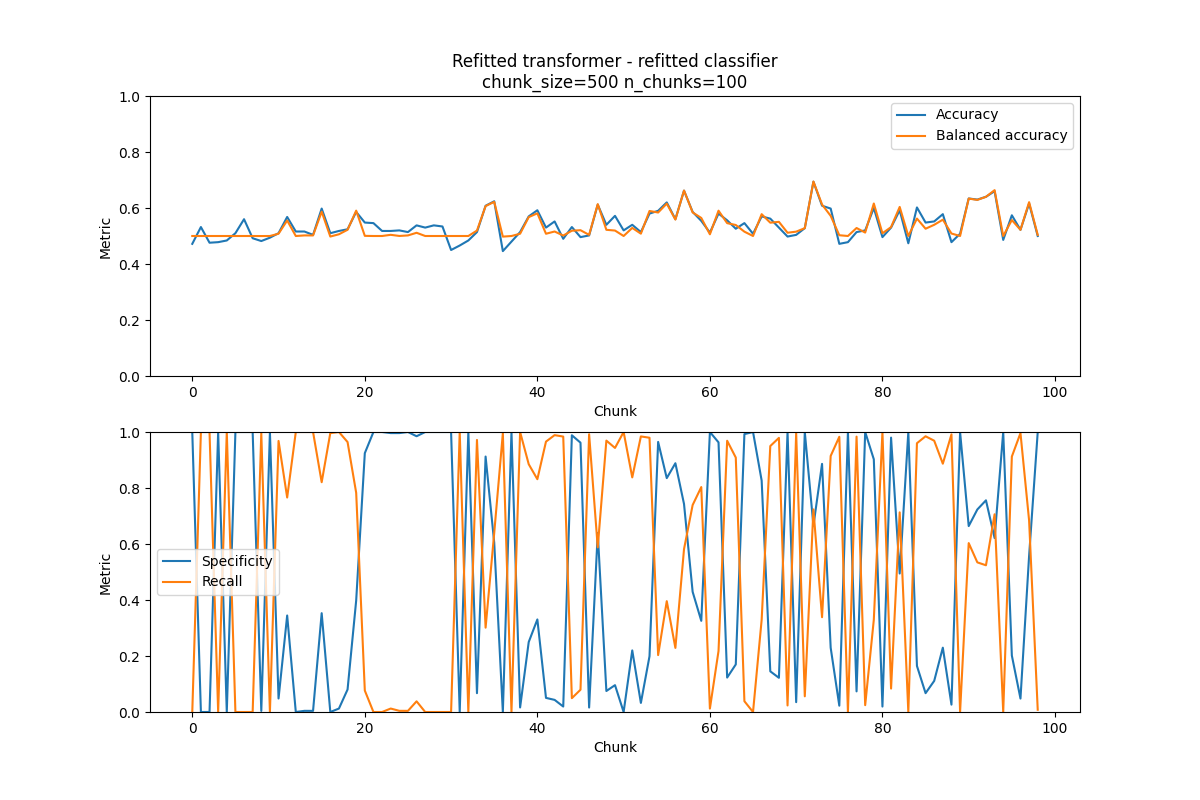 Refitted transformer - refitted classifier
chunk_size=500 n_chunks=100
1.0
0.8
0.6
0.4
0.2
0.0
Metric
Accuracy
Balanced accuracy
0 20 40 60 80 100
Chunk
1.0
0.8
0.6
0.4
0.2
0.0
Metric
Specificity
Recall
0 20 40 60 80 100
Chunk